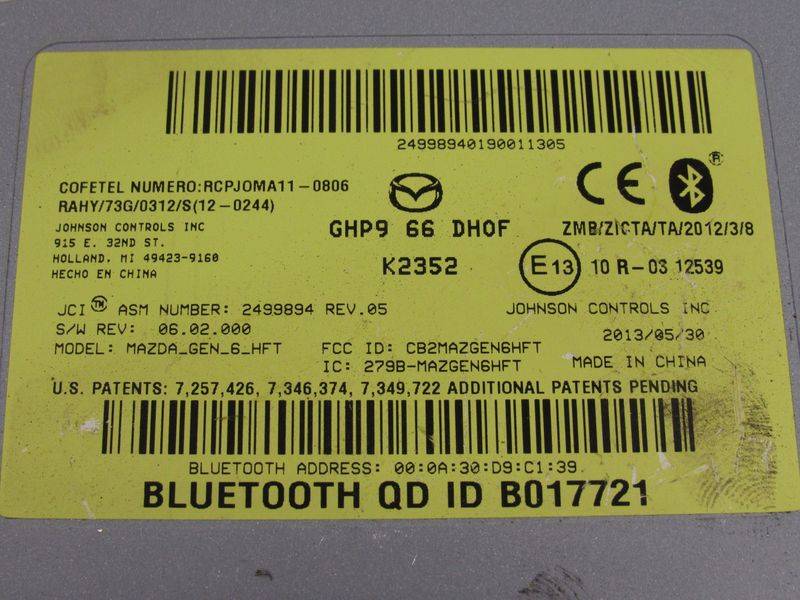 24998940190011305
COFETEL NUMERO:RCPJOMA11-0806
RAHY/73G/0312/S(12-0244)
JOHNSON CONTROLS INC
915 E. 32ND ST.
HOLLAND, MI 49423-9160
HECHO EN CHINA
GHP9 66 DH0F
K2352
CE
®
ZMB/ZICTA/TA/2012/3/8
E13 10 R-03 12539
JCI™ ASM NUMBER: 2499894 REV.05
S/W REV: 06.02.000
MODEL: MAZDA_GEN_6_HFT
FCC ID: CB2MAZGEN6HFT
IC: 279B-MAZGEN6HFT
JOHNSON CONTROLS INC
2013/05/30
MADE IN CHINA
U.S. PATENTS: 7,257,426, 7,346,374, 7,349,722 ADDITIONAL PATENTS PENDING
BLUETOOTH ADDRESS: 00:0A:30:D9:C1:39
BLUETOOTH QD ID B017721